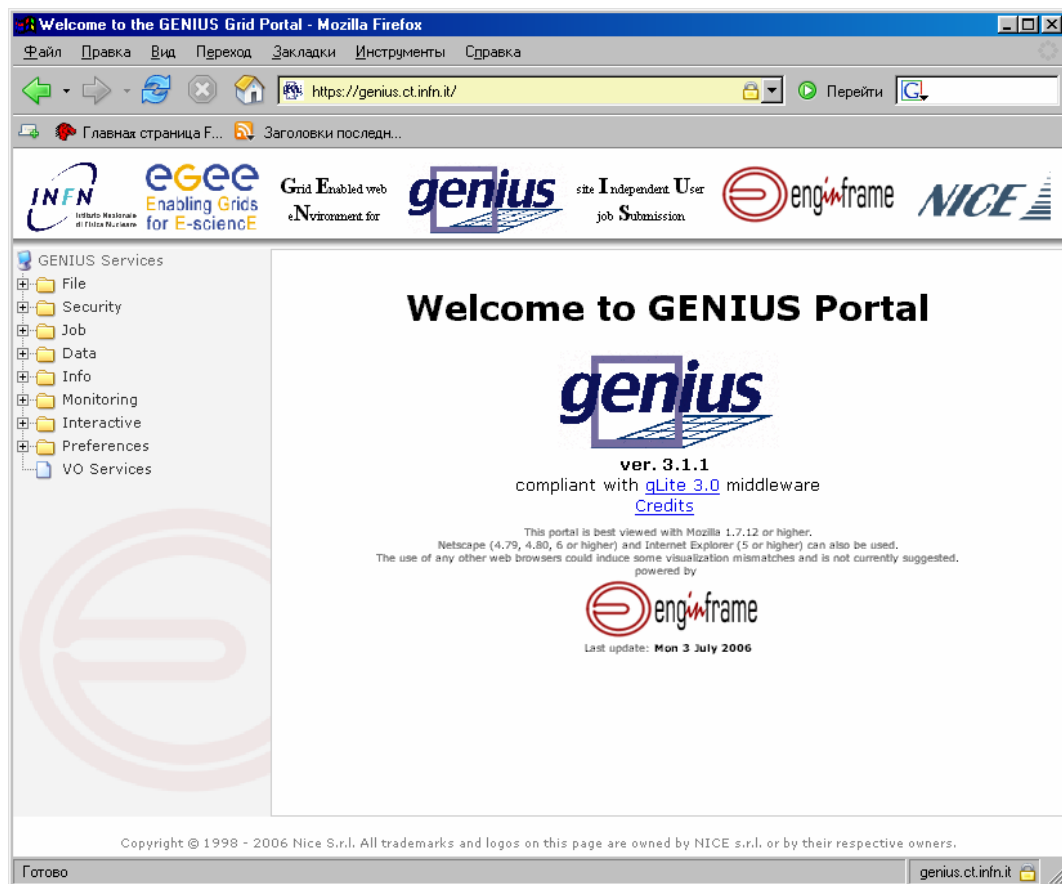 Welcome to the GENIUS Grid Portal - Mozilla Firefox
Файл Правка Вид Переход Закладки Инструменты Справка
https://genius.ct.infn.it/ Перейти G
Главная страница F... Заголовки последн...
INFN
Istituto Nazionale
di Fisica Nucleare
egee
Enabling Grids
for E-sciencE
Grid Enabled web
eNvironment for
genius
site Independent User
job Submission
enginframe
NICE
GENIUS Services
File
Security
Job
Data
Info
Monitoring
Interactive
Preferences
VO Services
Welcome to GENIUS Portal
genius
ver. 3.1.1
compliant with gLite 3.0 middleware
Credits
This portal is best viewed with Mozilla 1.7.12 or higher.
Netscape (4.79, 4.80, 6 or higher) and Internet Explorer (5 or higher) can also be used.
The use of any other web browsers could induce some visualization mismatches and is not currently suggested.
powered by
enginframe
Last update: Mon 3 July 2006
Copyright © 1998 - 2006 Nice S.r.l. All trademarks and logos on this page are owned by NICE s.r.l. or by their respective owners.
Готово genius.ct.infn.it